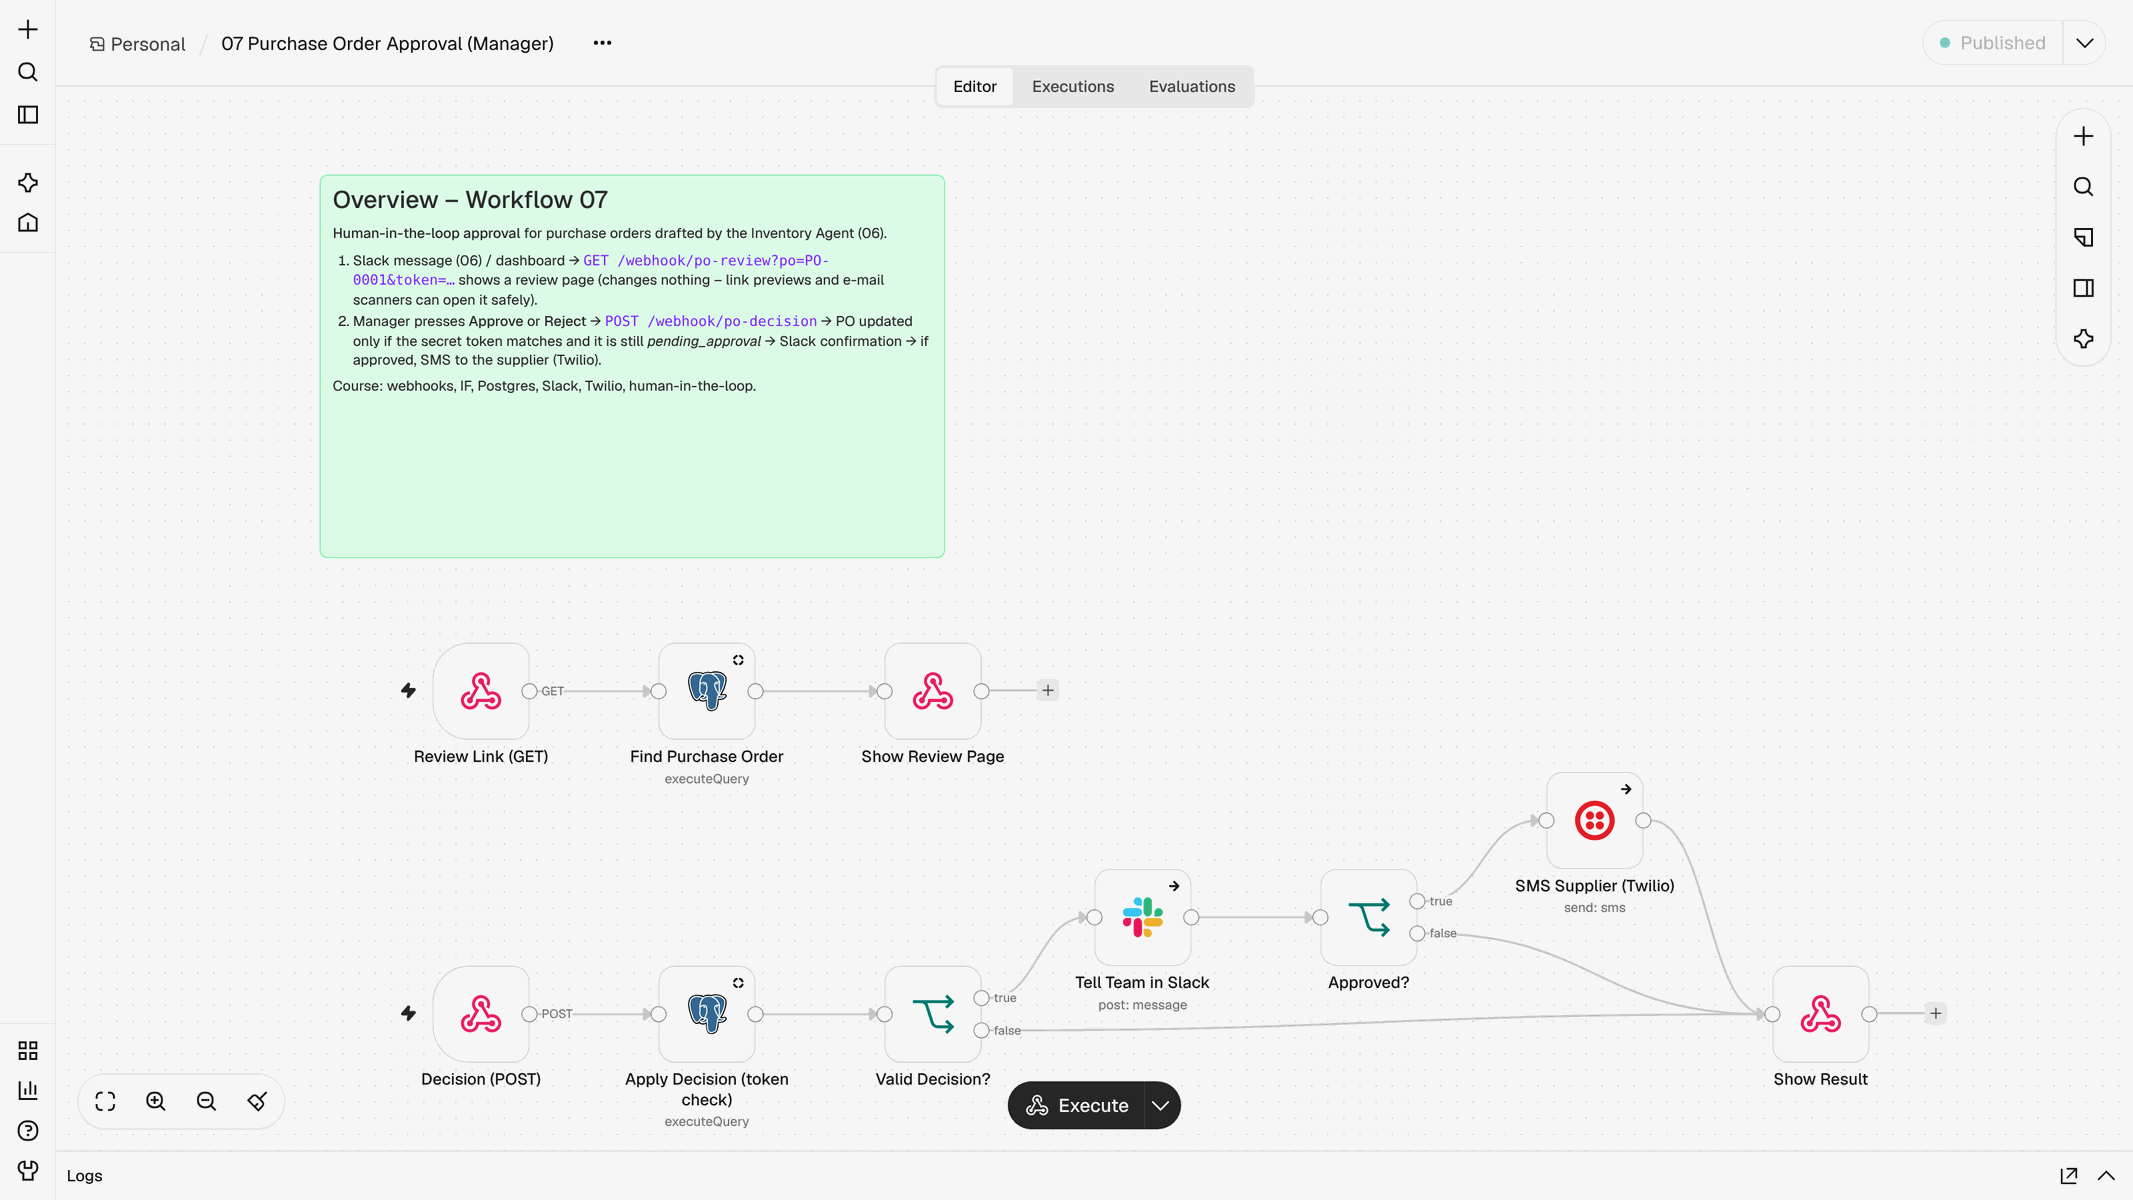 Personal / 07 Purchase Order Approval (Manager)
Published
Editor Executions Evaluations
Overview – Workflow 07
Human-in-the-loop approval for purchase orders drafted by the Inventory Agent (06).
1. Slack message (06) / dashboard → GET /webhook/po-review?po=PO-
0001&token=… shows a review page (changes nothing – link previews and e-mail
scanners can open it safely).
2. Manager presses Approve or Reject → POST /webhook/po-decision → PO updated
only if the secret token matches and it is still pending_approval → Slack confirmation → if
approved, SMS to the supplier (Twilio).
Course: webhooks, IF, Postgres, Slack, Twilio, human-in-the-loop.
GET
Review Link (GET)
Find Purchase Order
executeQuery
Show Review Page
SMS Supplier (Twilio)
send: sms
true
false
Tell Team in Slack
post: message
Approved?
POST
true
false
Decision (POST)
Apply Decision (token
check)
executeQuery
Valid Decision?
Show Result
Execute
Logs